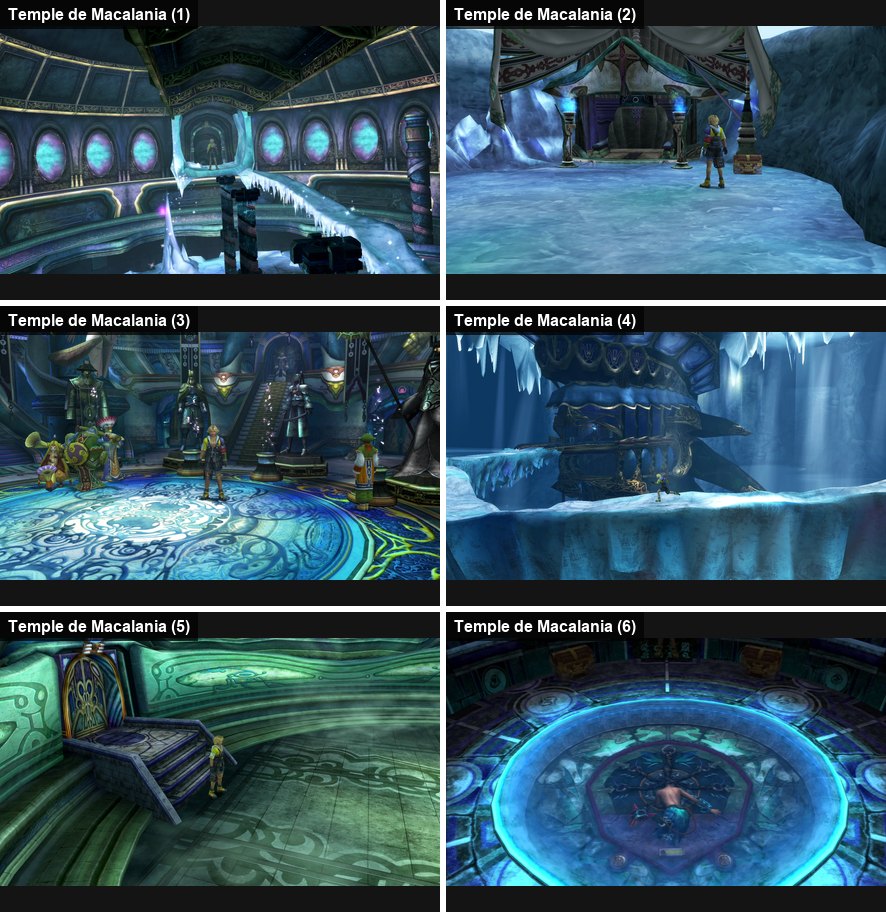 Temple de Macalania (1)
Temple de Macalania (2)
Temple de Macalania (3)
Temple de Macalania (4)
Temple de Macalania (5)
Temple de Macalania (6)